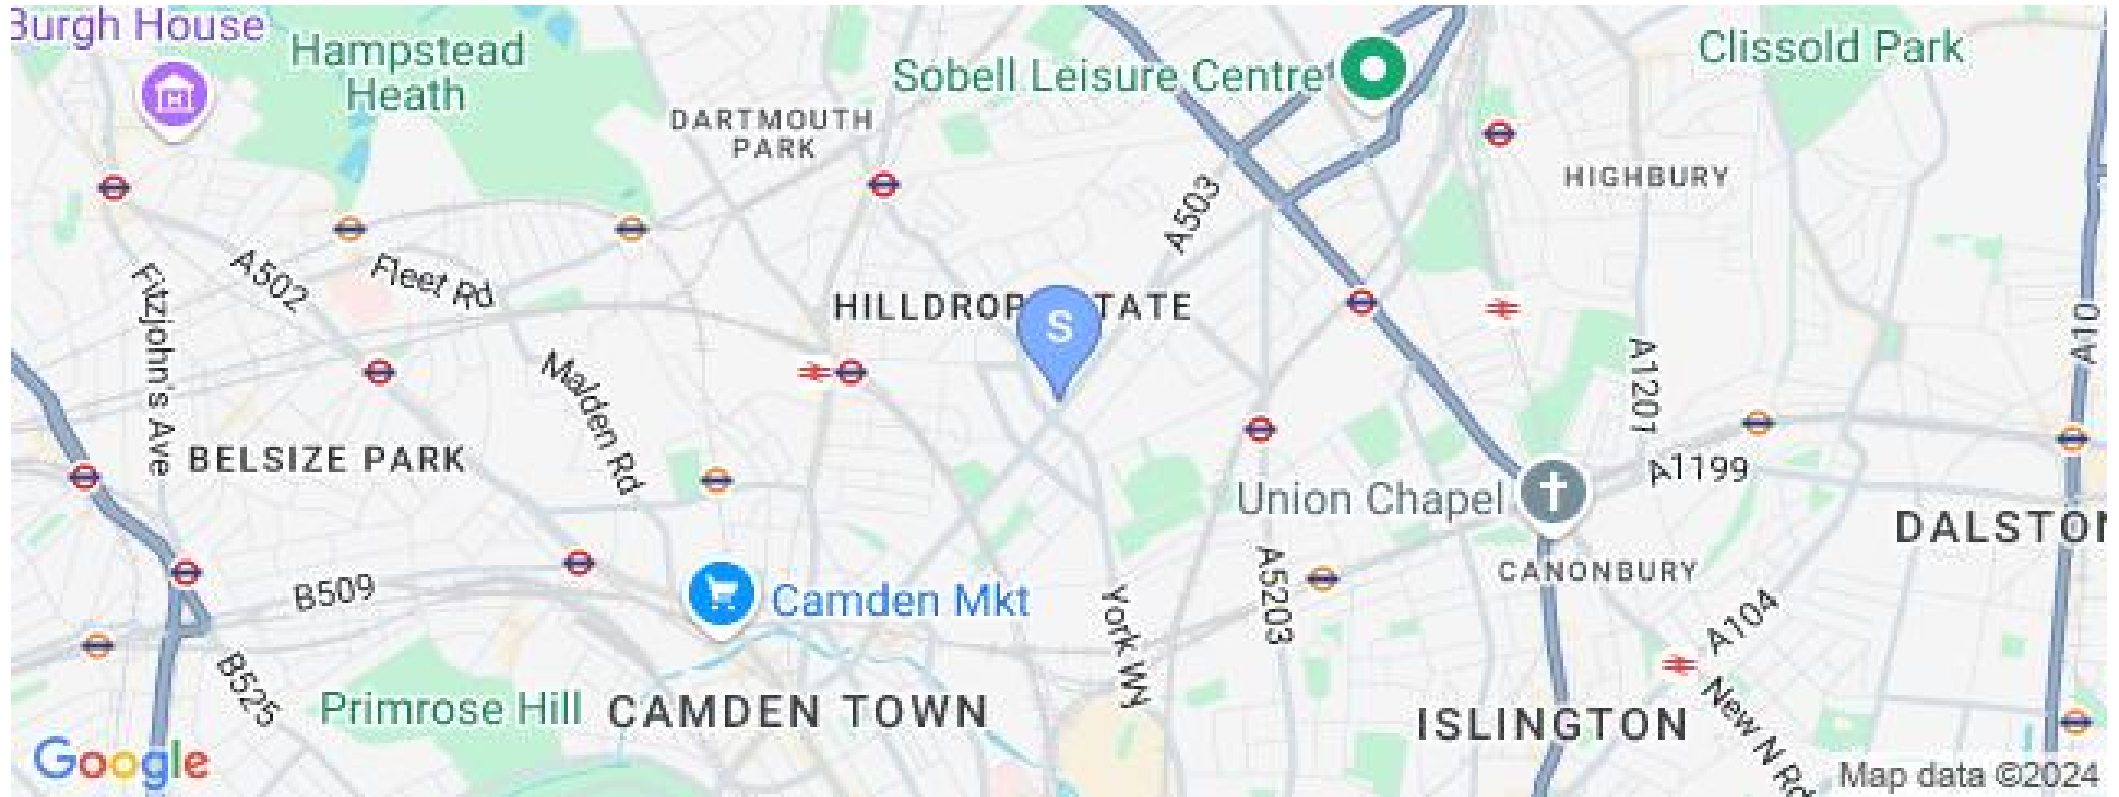 Burgh House
Hampstead
Heath
Clissold Park
Sobell Leisure Centre
DARTMOUTH
PARK
HIGHBURY
A503
A502
Fleet Rd
Fitzjohn's Ave
HILLDROP
TATE
S
A10
A1201
Malden Rd
BELSIZE PARK
A1199
Union Chapel
DALSTON
A5203
CANONBURY
B509
Camden Mkt
York Wy
A104
B525
Primrose Hill
CAMDEN TOWN
ISLINGTON
New N Rd
Google
Map data ©2024